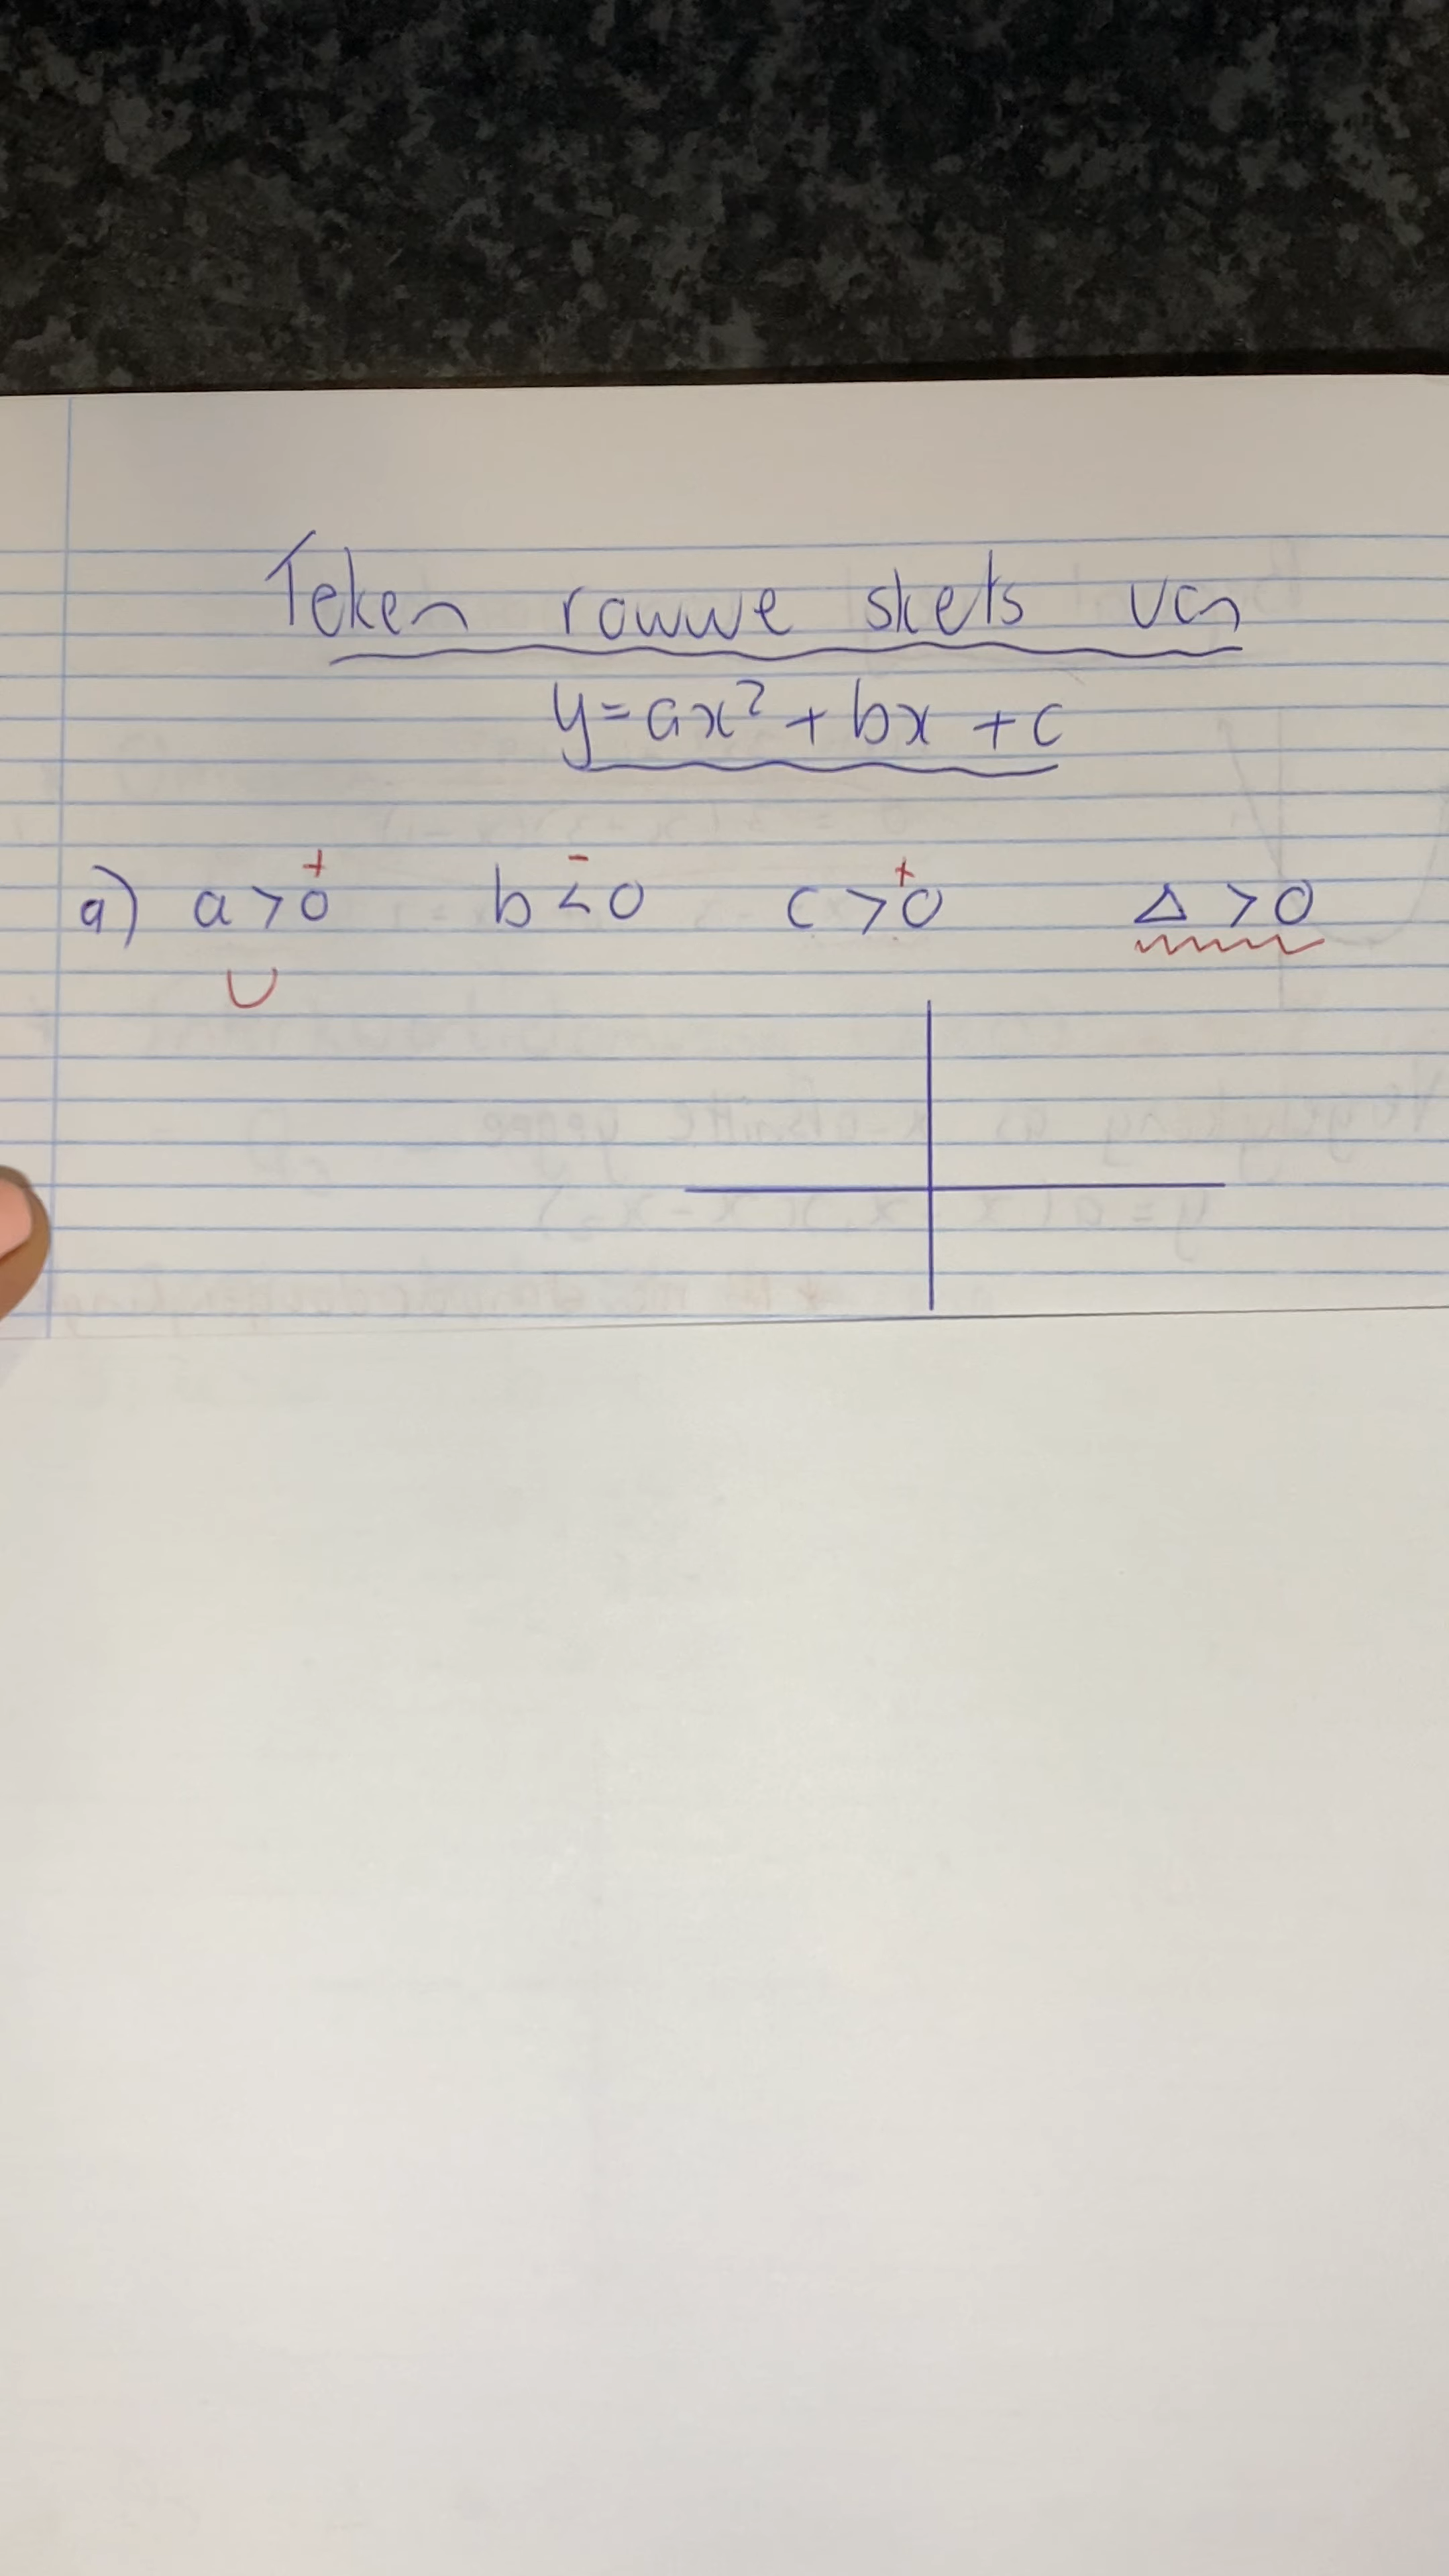 Teken rowwe skets van
y = ax² + bx + c
a) a > 0 + b < 0 - c > 0 + Δ > 0
∪